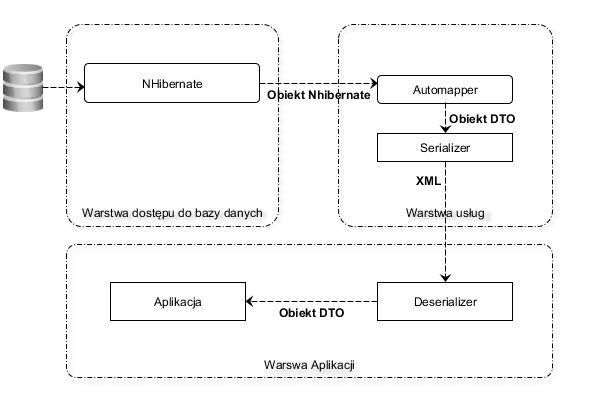 NHibernate
Obiekt Nhibernate
Automapper
Obiekt DTO
Serializer
XML
Warstwa dostępu do bazy danych
Warstwa usług
Aplikacja
Obiekt DTO
Deserializer
Warswa Aplikacji